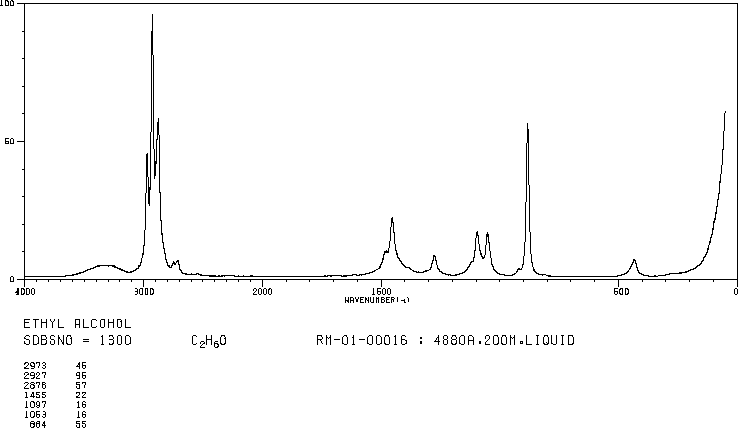 100
50
0
4000 3000 2000 1500 500 0
WAVENUMBER(-1)
ETHYL ALCOHOL
SDBSNO = 1300 C₂H₆O RM-01-00016 : 4880A,200M,LIQUID
2973 45
2927 95
2876 57
1455 22
1097 16
1053 16
884 55